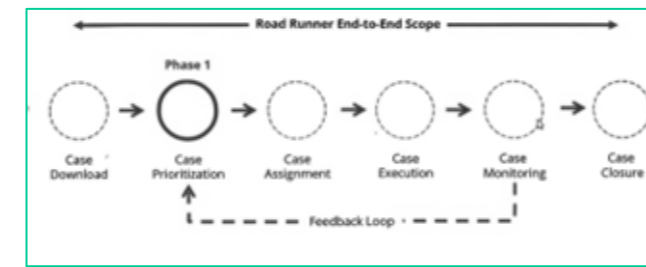 Road Runner End-to-End Scope
Phase 1
Case Download
Case Prioritization
Case Assignment
Case Execution
Case Monitoring
Case Closure
Feedback Loop